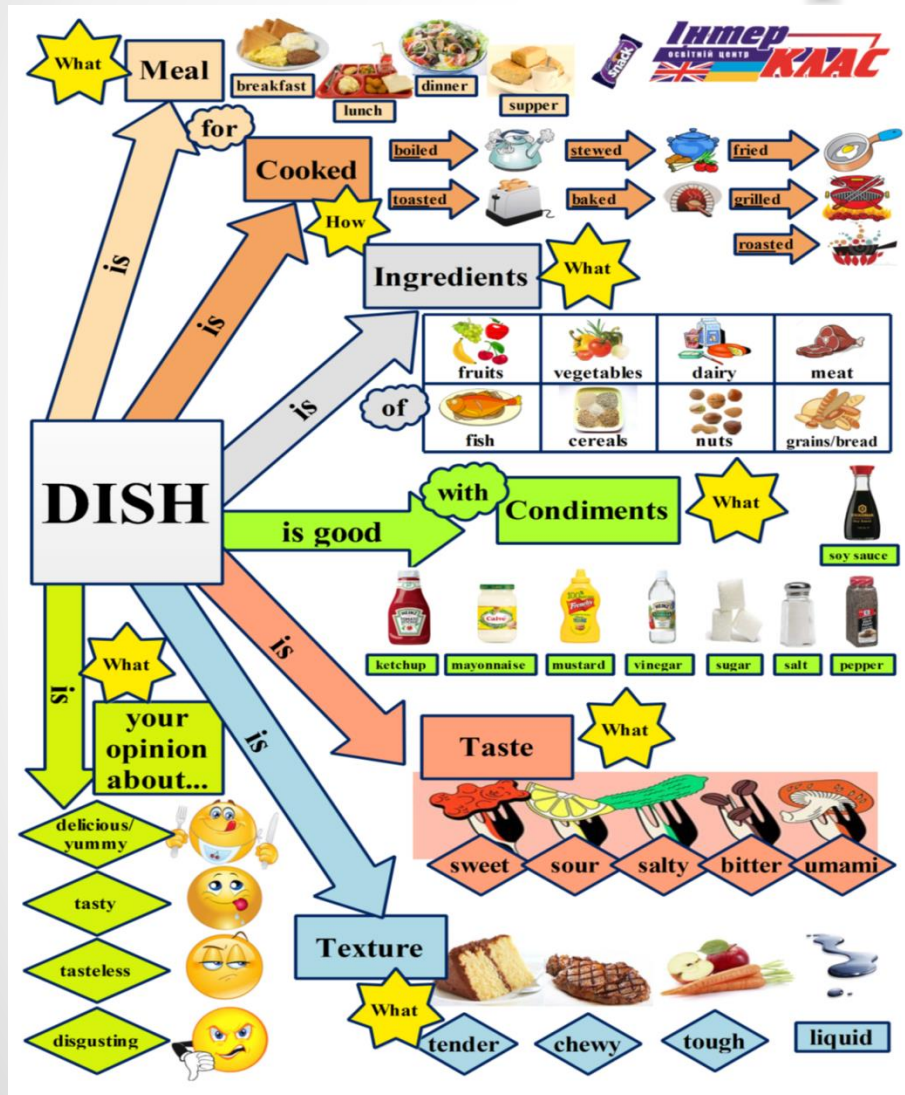 What
Meal
breakfast
lunch
dinner
supper
snack
Інтер
освітній центр
КЛАС
for
is
Cooked
How
boiled
stewed
fried
toasted
baked
grilled
roasted
is
Ingredients
What
is
of
fruits
vegetables
dairy
meat
fish
cereals
nuts
grains/bread
DISH
is good
with
Condiments
What
soy sauce
HEINZ
ketchup
mayonnaise
mustard
vinegar
sugar
salt
pepper
is
Taste
What
sweet
sour
salty
bitter
umami
is
What
your
opinion
about...
delicious/
yummy
tasty
tasteless
disgusting
is
Texture
What
tender
chewy
tough
liquid